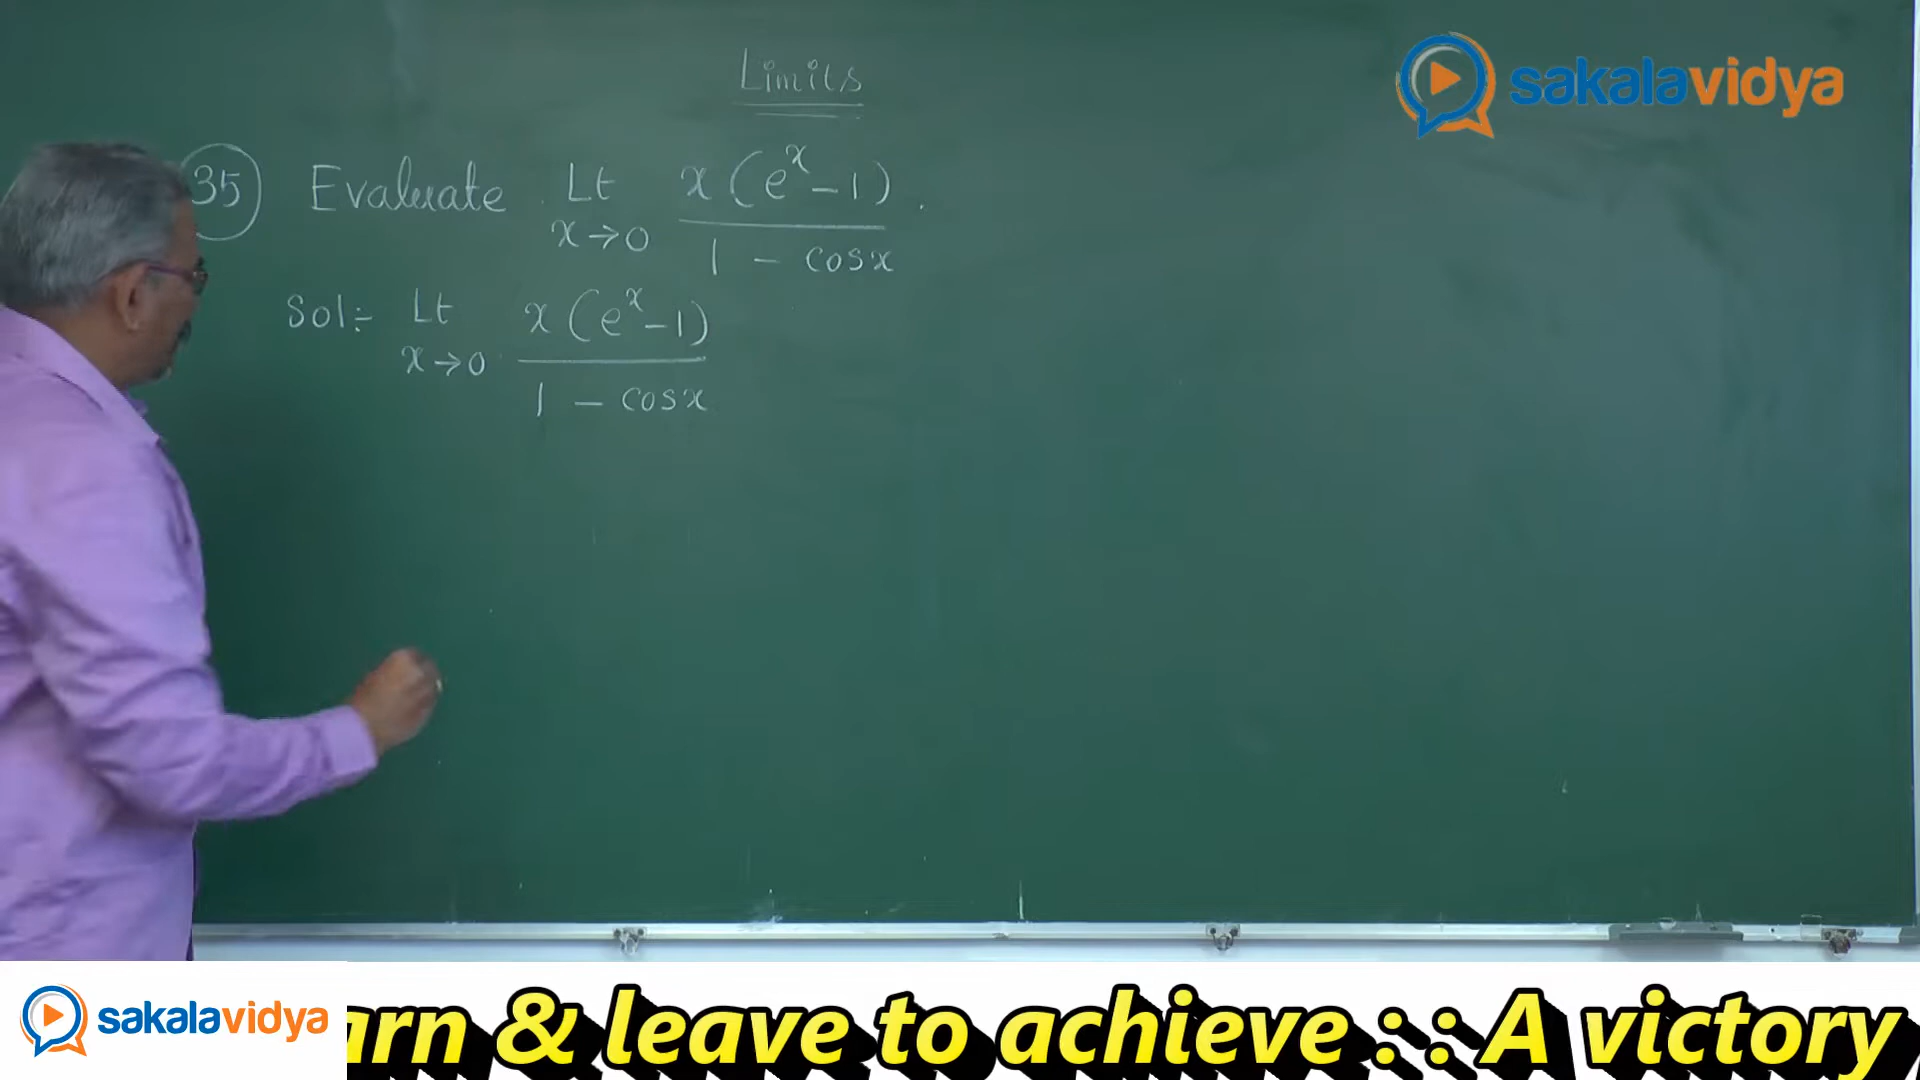 Limits
sakalavidya
35 Evaluate Lt x→0 x(eˣ-1) / 1 - cosx .
Sol:- Lt x→0 x(eˣ-1) / 1 - cosx
sakalavidya arn & leave to achieve : : A victory